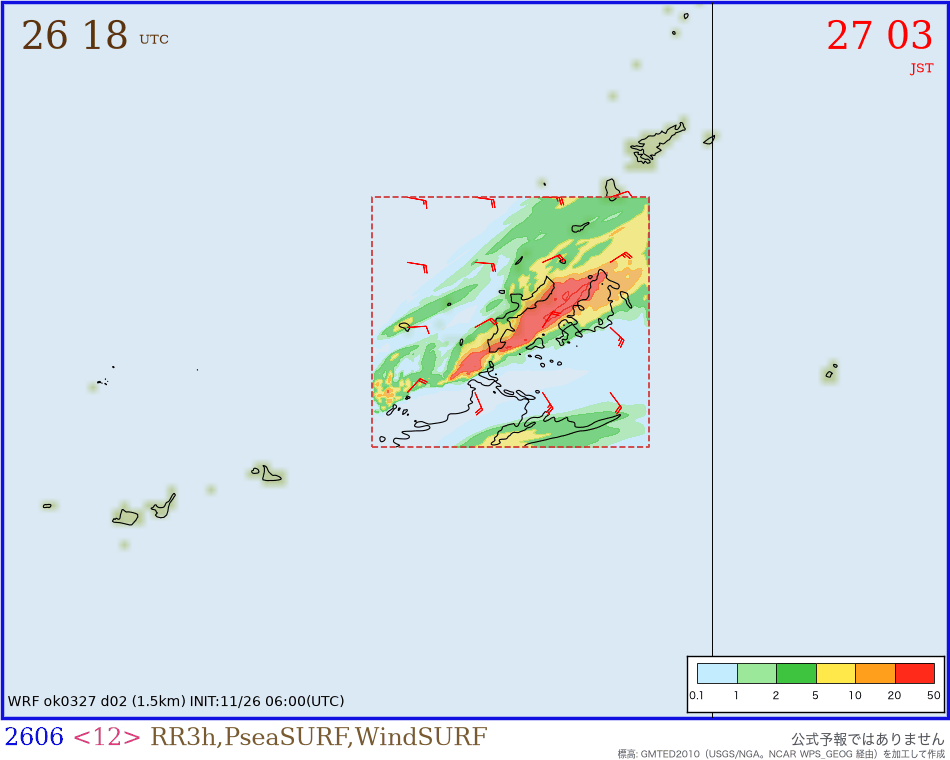 26 18 UTC
27 03
JST
0.1 1 2 5 10 20 50
WRF ok0327 d02 (1.5km) INIT:11/26 06:00(UTC)
2606 <12> RR3h,PseaSURF,WindSURF
公式予報ではありません
標高: GMTED2010（USGS/NGA。NCAR WPS_GEOG 経由）を加工して作成